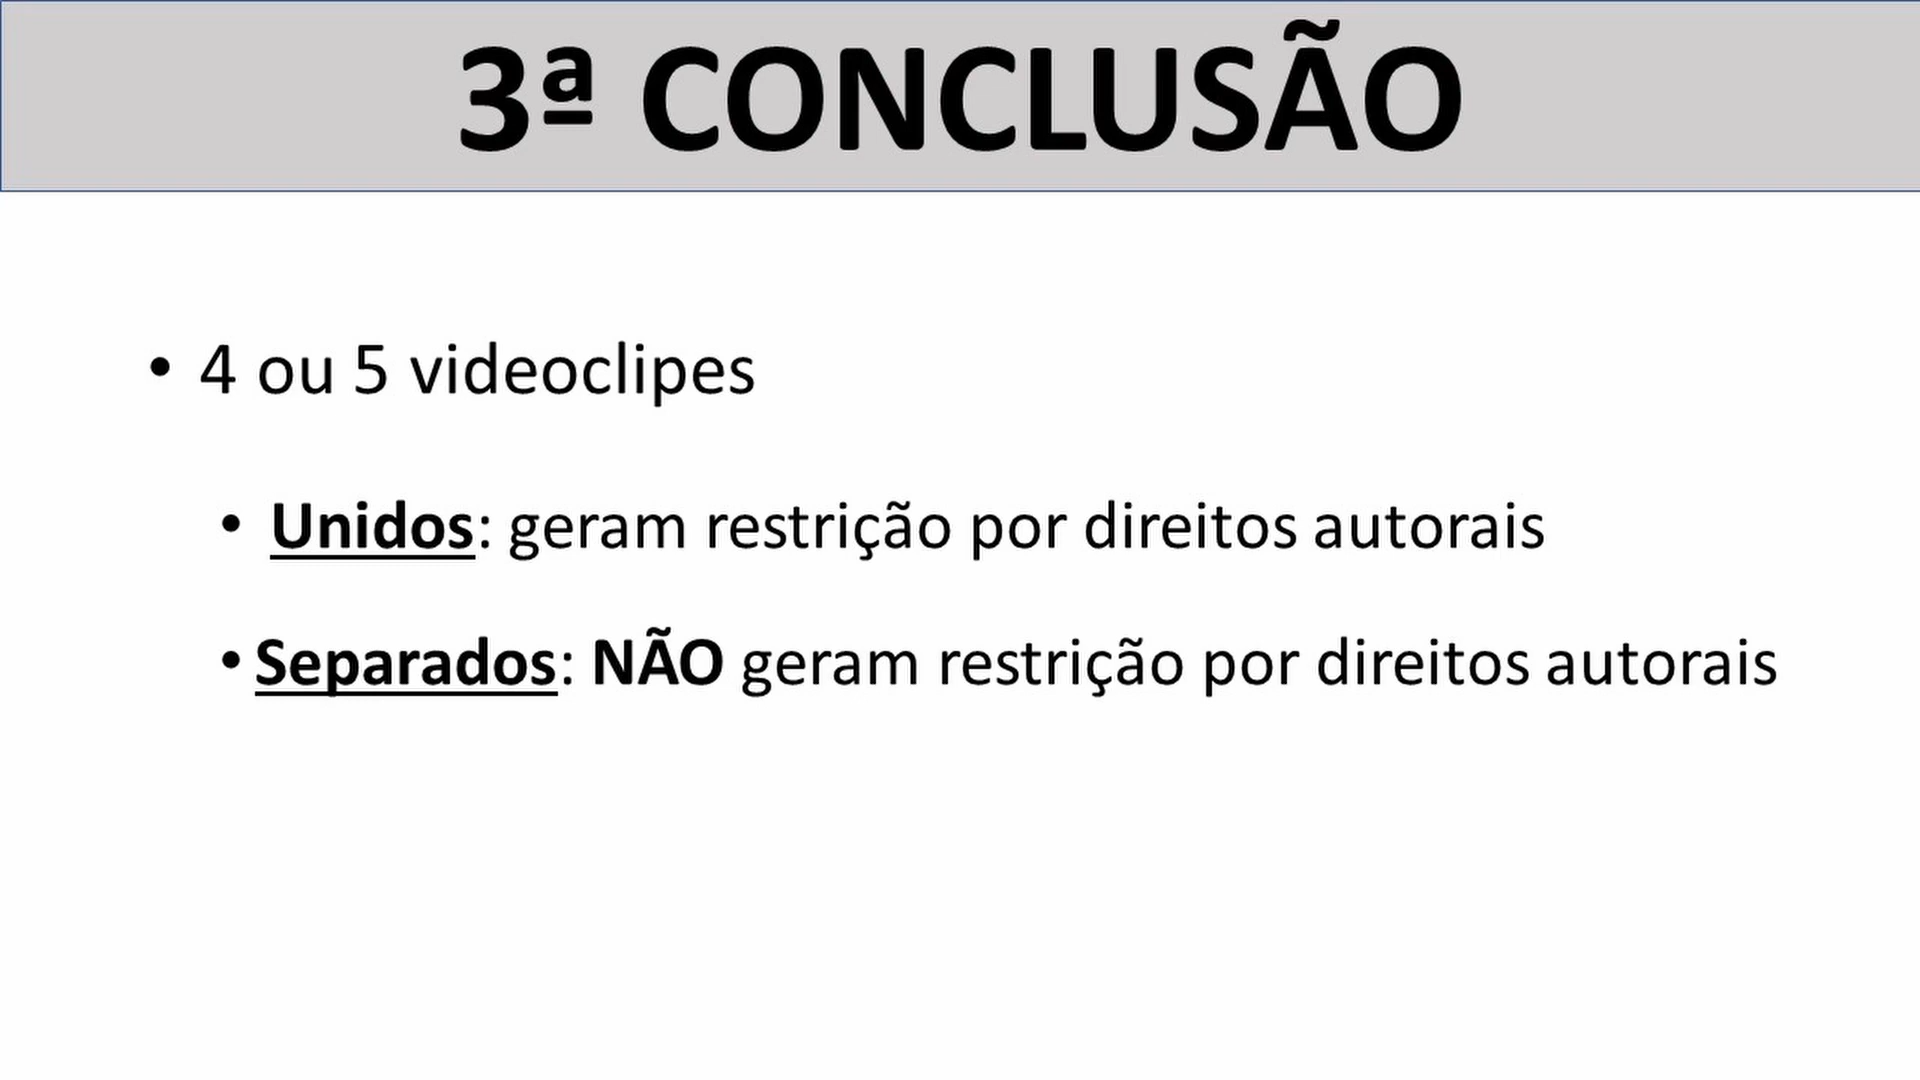 3ª CONCLUSÃO
• 4 ou 5 videoclipes
• Unidos: geram restrição por direitos autorais
• Separados: NÃO geram restrição por direitos autorais